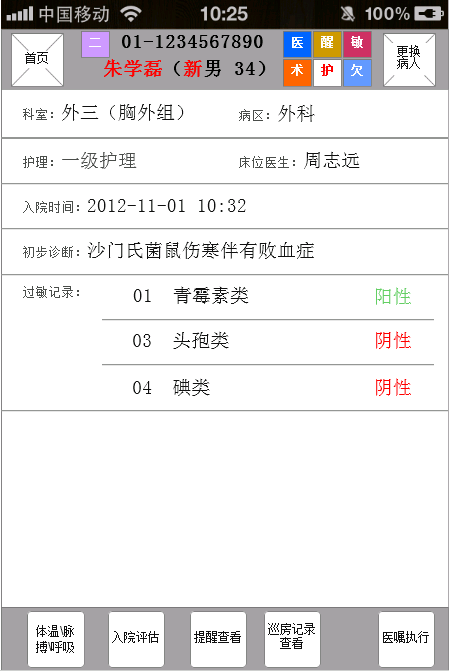 中国移动 10:25 100%
首页 二 01-1234567890 医 醒 敏 更换病人
朱学磊（新男 34） 术 护 欠
科室：外三（胸外组） 病区：外科
护理：一级护理 床位医生：周志远
入院时间：2012-11-01 10:32
初步诊断：沙门氏菌鼠伤寒伴有败血症
过敏记录： 01 青霉素类 阳性
03 头孢类 阴性
04 碘类 阴性
体温\脉搏\呼吸 入院评估 提醒查看 巡房记录查看 医嘱执行